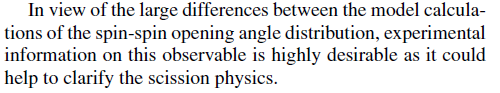 In view of the large differences between the model calcula-
tions of the spin-spin opening angle distribution, experimental
information on this observable is highly desirable as it could
help to clarify the scission physics.